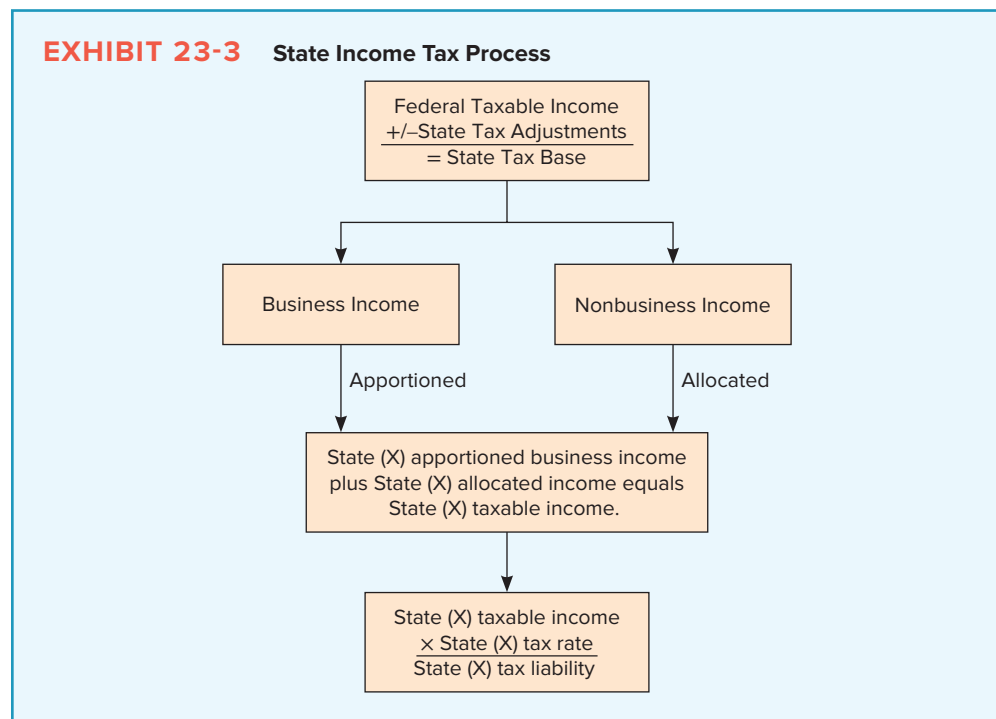 EXHIBIT 23-3 State Income Tax Process
Federal Taxable Income
+/–State Tax Adjustments
= State Tax Base
Business Income
Nonbusiness Income
Apportioned
Allocated
State (X) apportioned business income
plus State (X) allocated income equals
State (X) taxable income.
State (X) taxable income
× State (X) tax rate
State (X) tax liability